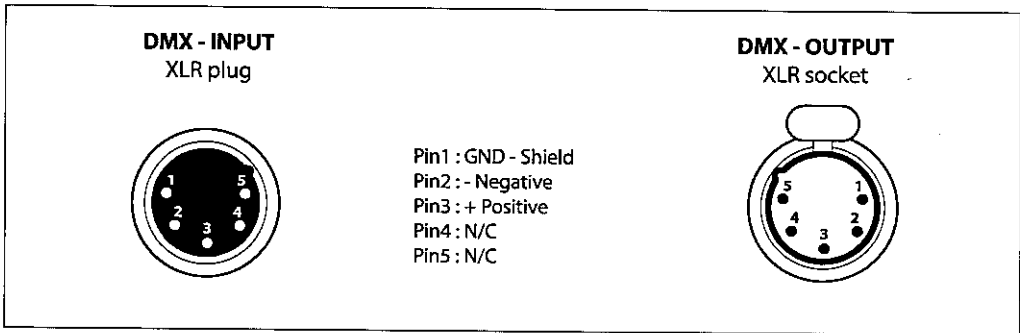 DMX - INPUT
XLR plug
1
5
2
4
3
Pin1 : GND - Shield
Pin2 : - Negative
Pin3 : + Positive
Pin4 : N/C
Pin5 : N/C
DMX - OUTPUT
XLR socket
5
1
4
2
3